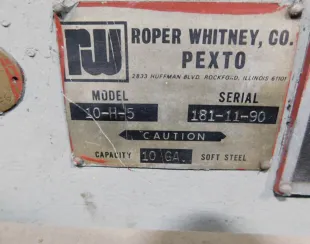 rw ROPER WHITNEY, CO.
PEXTO
2833 HUFFMAN BLVD. ROCKFORD, ILLINOIS 61101
MODEL SERIAL
10-H-5 181-11-90
CAUTION
CAPACITY 10 GA. SOFT STEEL